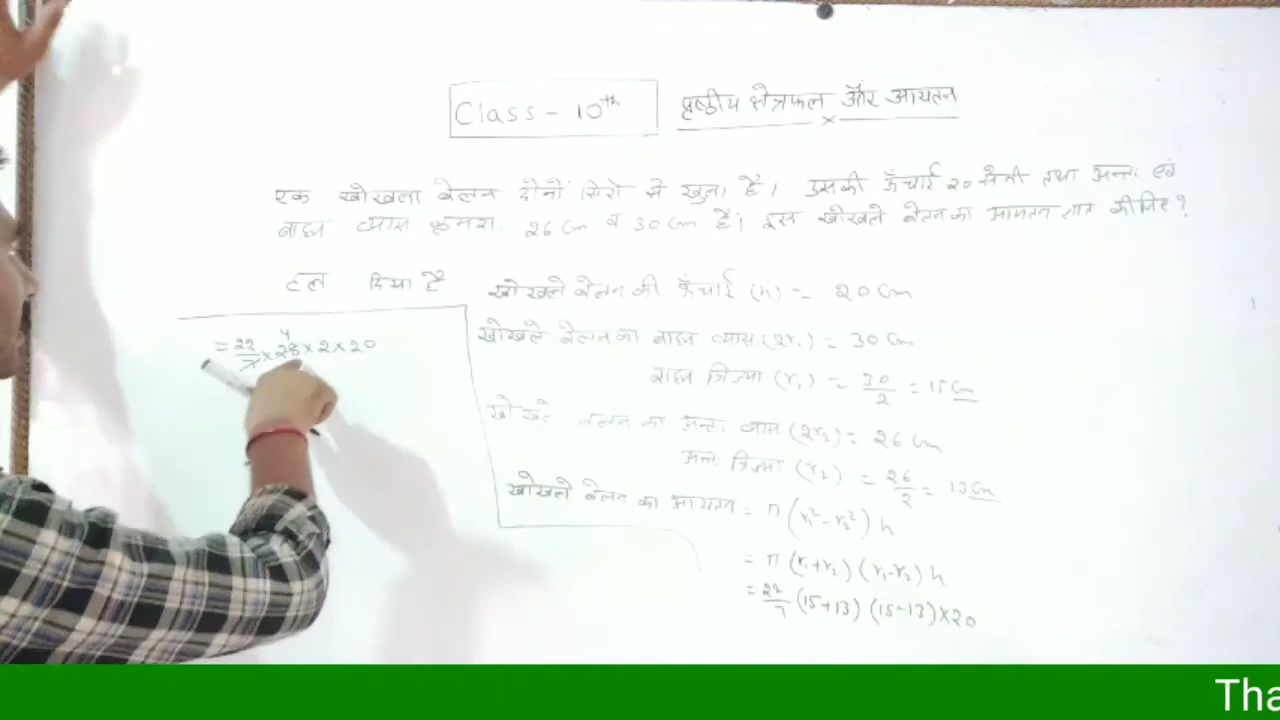 Class - 10th
पृष्ठीय क्षेत्रफल और आयतन
एक खोखला बेलन दोनों सिरो से खुला है। उसकी ऊँचाई 20 सेमी तथा अन्तः एवं
बाह्य व्यास क्रमशः 26 Cm व 30 Cm है। इस खोखले बेलन का आयतन ज्ञात कीजिए?
हल दिया है खोखले बेलन की ऊँचाई (h) = 20 Cm
खोखले बेलन का बाह्य व्यास (2r₁) = 30 Cm
बाह्य त्रिज्या (r₁) = 30/2 = 15 Cm
खोखले बेलन का अन्तः व्यास (2r₂) = 26 Cm
अन्तः त्रिज्या (r₂) = 26/2 = 13 Cm
खोखले बेलन का आयतन = π (r₁² - r₂²) h
= π (r₁+r₂) (r₁-r₂) h
= 22/7 (15+13) (15-13) × 20
4
= 22/7 × 28 × 2 × 20
Tha